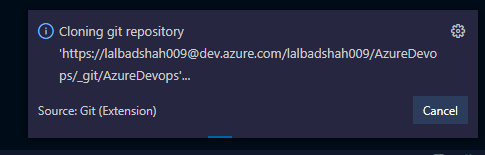 Cloning git repository
'https://lalbadshah009@dev.azure.com/lalbadshah009/AzureDevo
ps/_git/AzureDevops'...
Source: Git (Extension)
Cancel